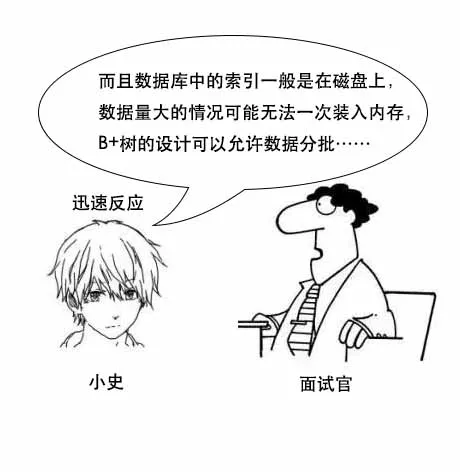 而且数据库中的索引一般是在磁盘上，
数据量大的情况可能无法一次装入内存，
B+树的设计可以允许数据分批……
迅速反应
小史
面试官